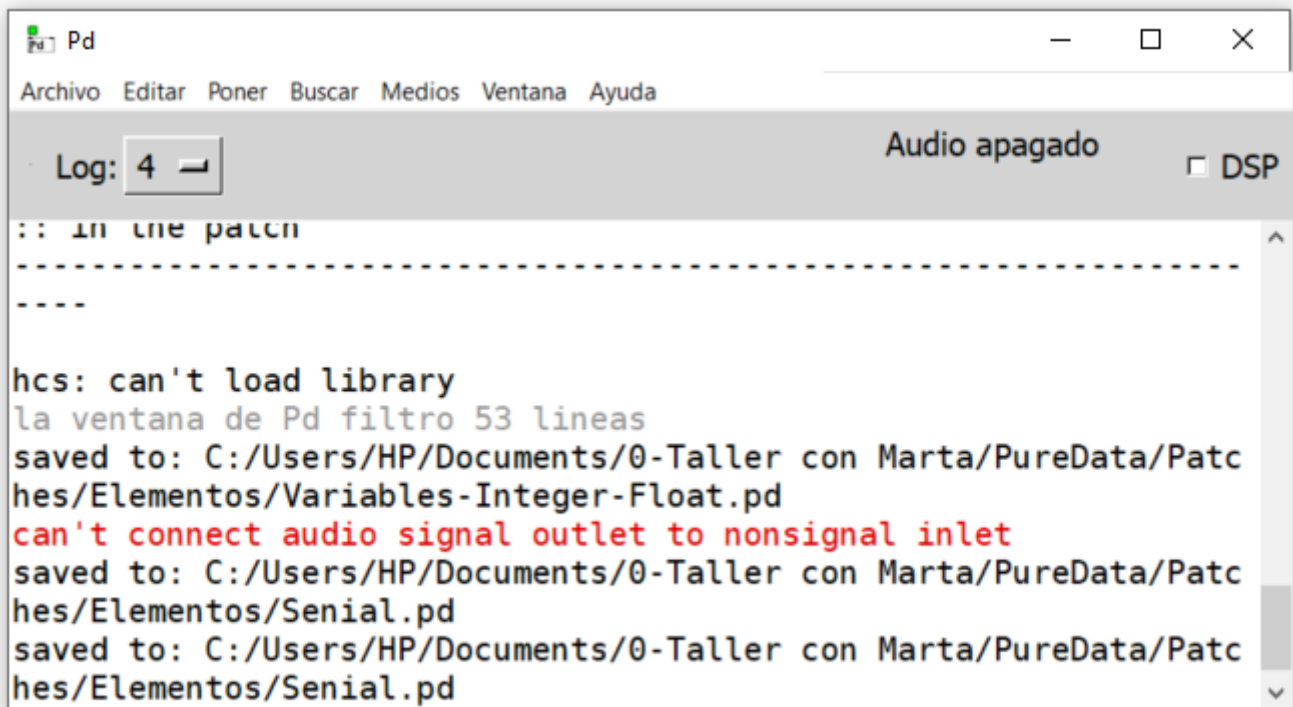 Pd
Archivo Editar Poner Buscar Medios Ventana Ayuda
Audio apagado
Log: 4
DSP
:: in the patch
--------------------------------------------------------------------
----
hcs: can't load library
la ventana de Pd filtro 53 lineas
saved to: C:/Users/HP/Documents/0-Taller con Marta/PureData/Patc
hes/Elementos/Variables-Integer-Float.pd
can't connect audio signal outlet to nonsignal inlet
saved to: C:/Users/HP/Documents/0-Taller con Marta/PureData/Patc
hes/Elementos/Senial.pd
saved to: C:/Users/HP/Documents/0-Taller con Marta/PureData/Patc
hes/Elementos/Senial.pd